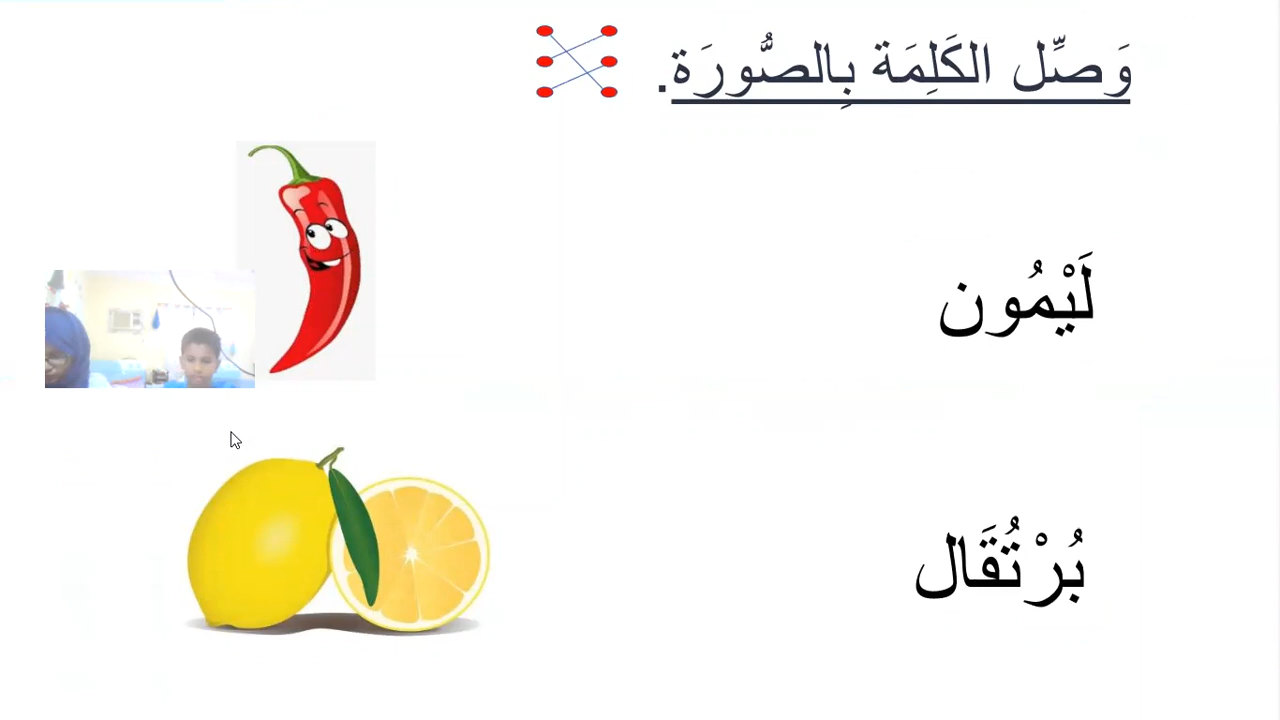 وَصِّل الكَلِمَة بِالصُّورَة.
لَيْمُون
بُرْتُقَال